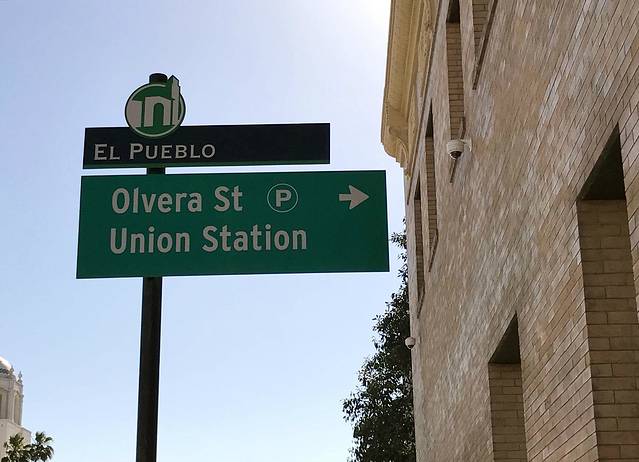 El Pueblo
Olvera St P
Union Station